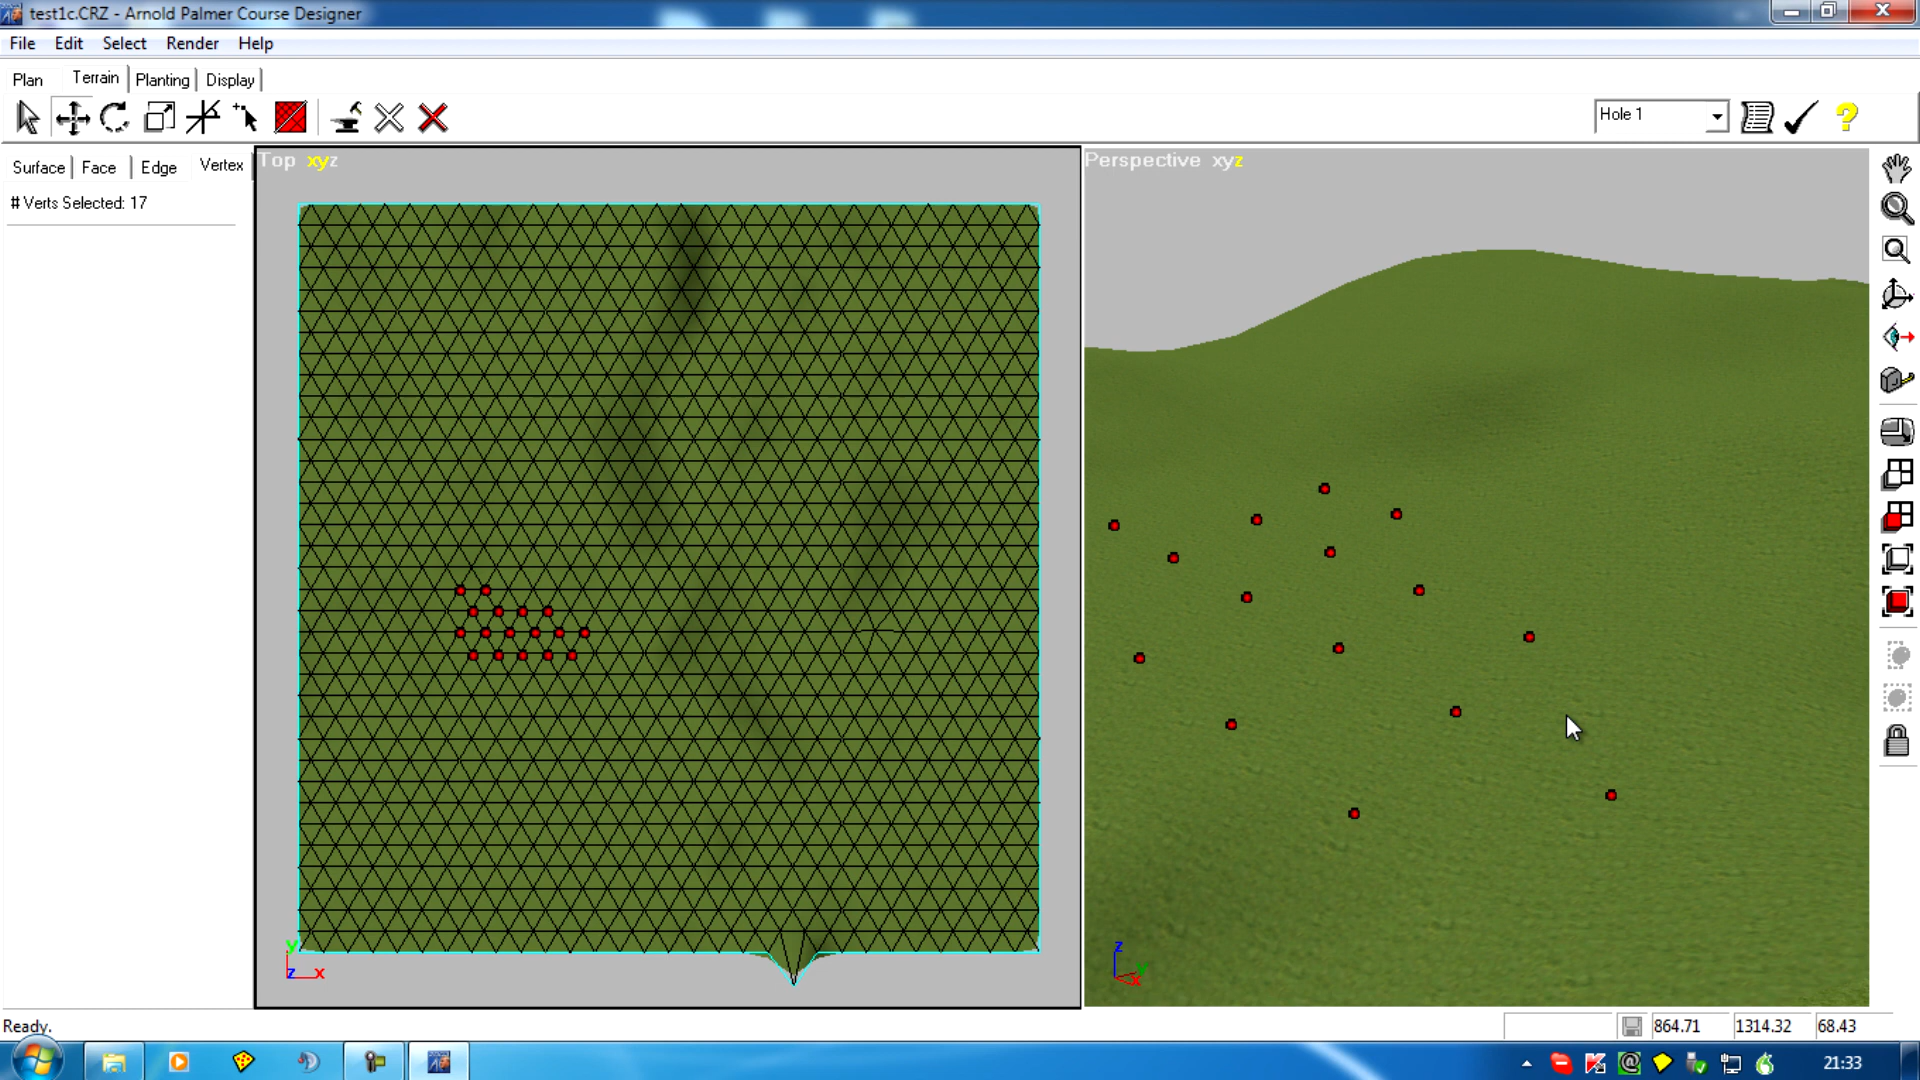 test1c.CRZ - Arnold Palmer Course Designer
File Edit Select Render Help
Plan Terrain Planting Display
Hole 1
?
Surface Face Edge Vertex
# Verts Selected: 17
Top xyz
Perspective xyz
Y
z x
z
Y
x
Ready.
864.71 1314.32 68.43
21:33